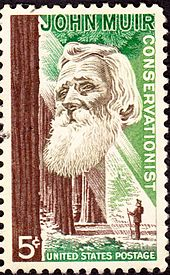 JOHN MUIR
CONSERVATIONIST
5¢
UNITED STATES POSTAGE